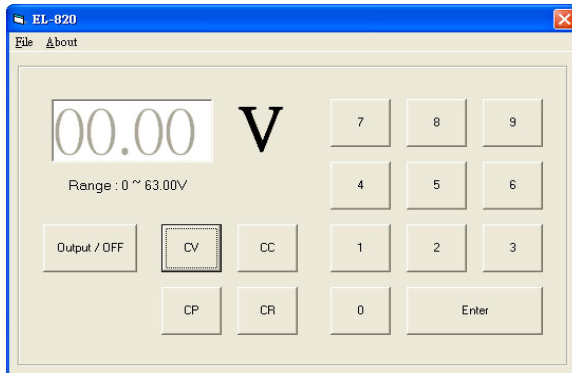 EL-820
File About
00.00 V
7 8 9
Range : 0 ~ 63.00V
4 5 6
Output / OFF CV CC
1 2 3
CP CR
0 Enter